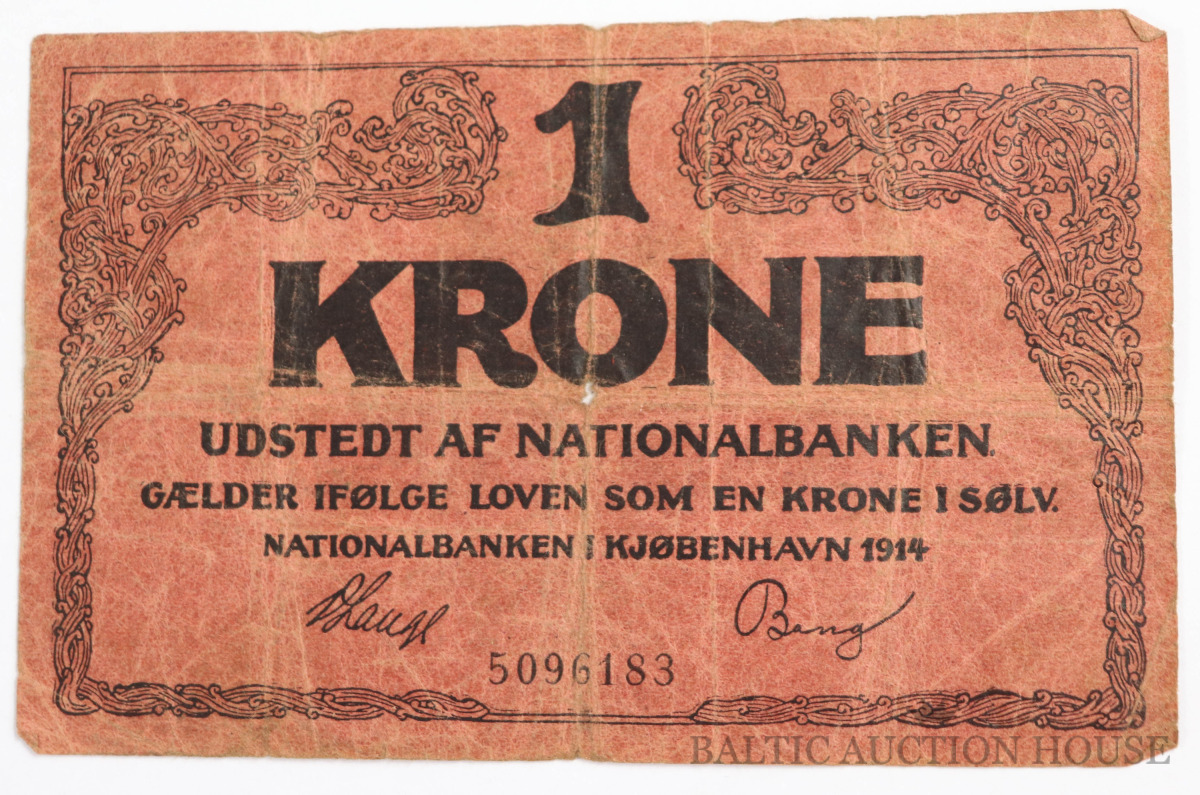 1
KRONE
UDSTEDT AF NATIONALBANKEN.
GÆLDER IFØLGE LOVEN SOM EN KRONE I SØLV.
NATIONALBANKEN I KJØBENHAVN 1914
Lange Bang
5096183
BALTIC AUCTION HOUSE